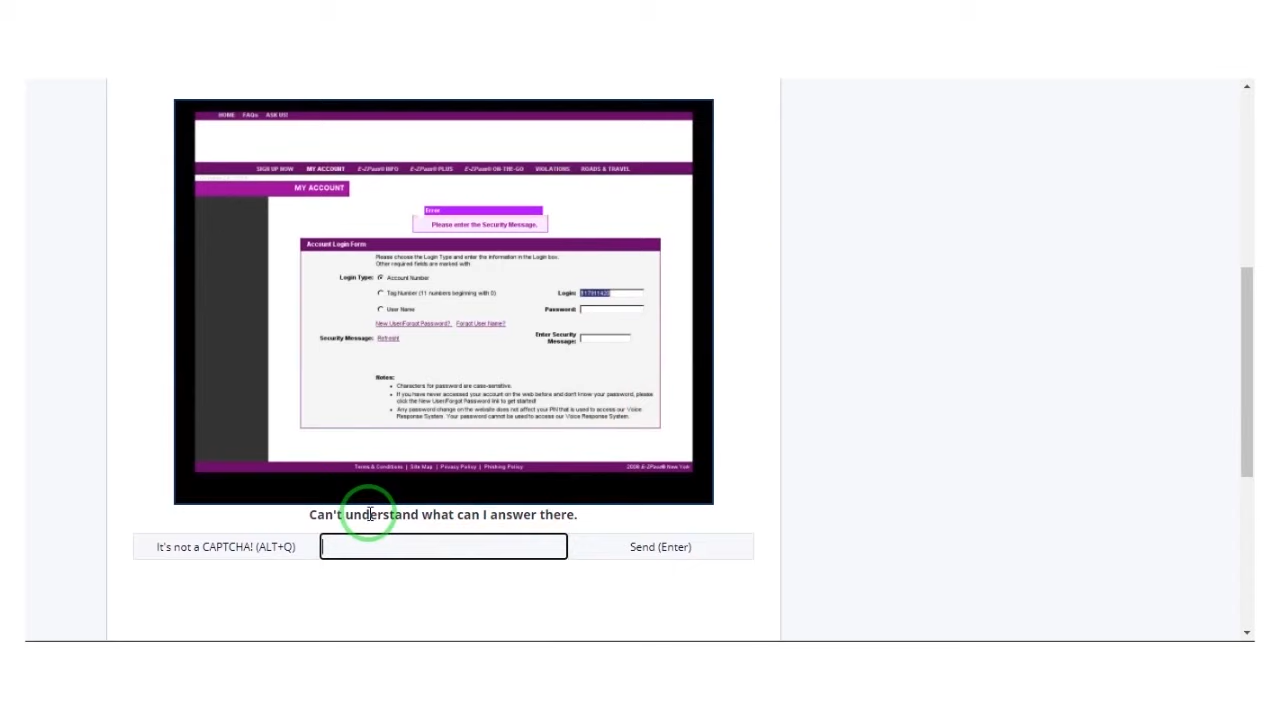 HOME FAQs ASK US!
SIGN UP NOW MY ACCOUNT E-ZPass® INFO E-ZPass® PLUS E-ZPass® ON-THE-GO VIOLATIONS ROADS & TRAVEL
MY ACCOUNT
Error
Please enter the Security Message.
Account Login Form
Please choose the Login Type and enter the information in the Login box.
Other required fields are marked with
Login Type: Account Number
Tag Number (11 numbers beginning with 0) Login:
User Name Password:
New User/Forgot Password? Forgot User Name?
Security Message: Refresh Enter Security
Message:
Notes:
Characters for password are case-sensitive.
If you have never accessed your account on the web before and don't know your password, please
click the New User/Forgot Password link to get started!
Any password change on the website does not affect your PIN that is used to access our Voice
Response System. Your password cannot be used to access our Voice Response System.
Terms & Conditions | Site Map | Privacy Policy | Phishing Policy 2009 E-ZPass® New York
Can't understand what can I answer there.
It's not a CAPTCHA! (ALT+Q) Send (Enter)